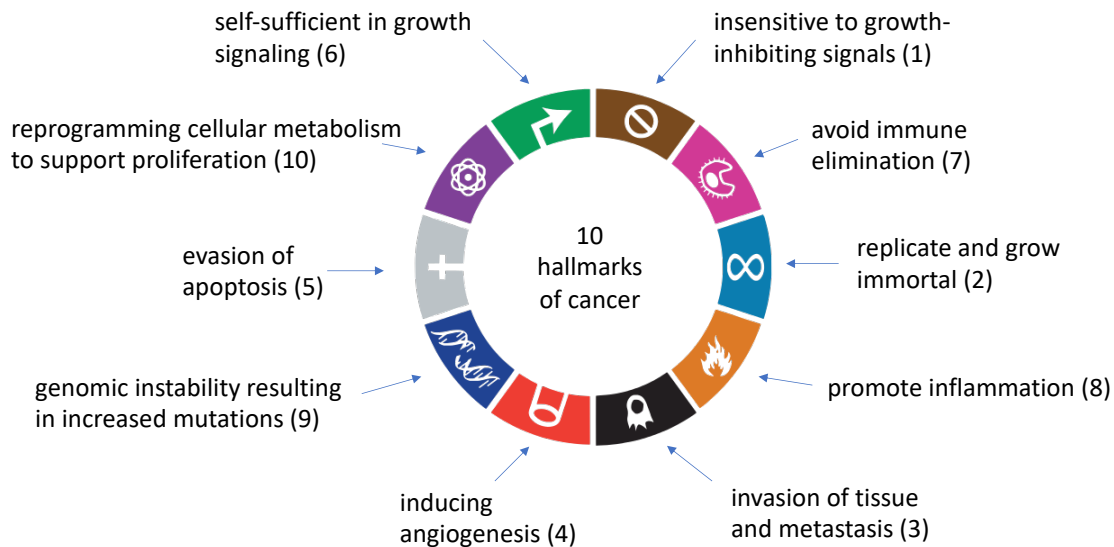 self-sufficient in growth
signaling (6)
insensitive to growth-
inhibiting signals (1)
reprogramming cellular metabolism
to support proliferation (10)
avoid immune
elimination (7)
evasion of
apoptosis (5)
10
hallmarks
of cancer
replicate and grow
immortal (2)
genomic instability resulting
in increased mutations (9)
promote inflammation (8)
inducing
angiogenesis (4)
invasion of tissue
and metastasis (3)